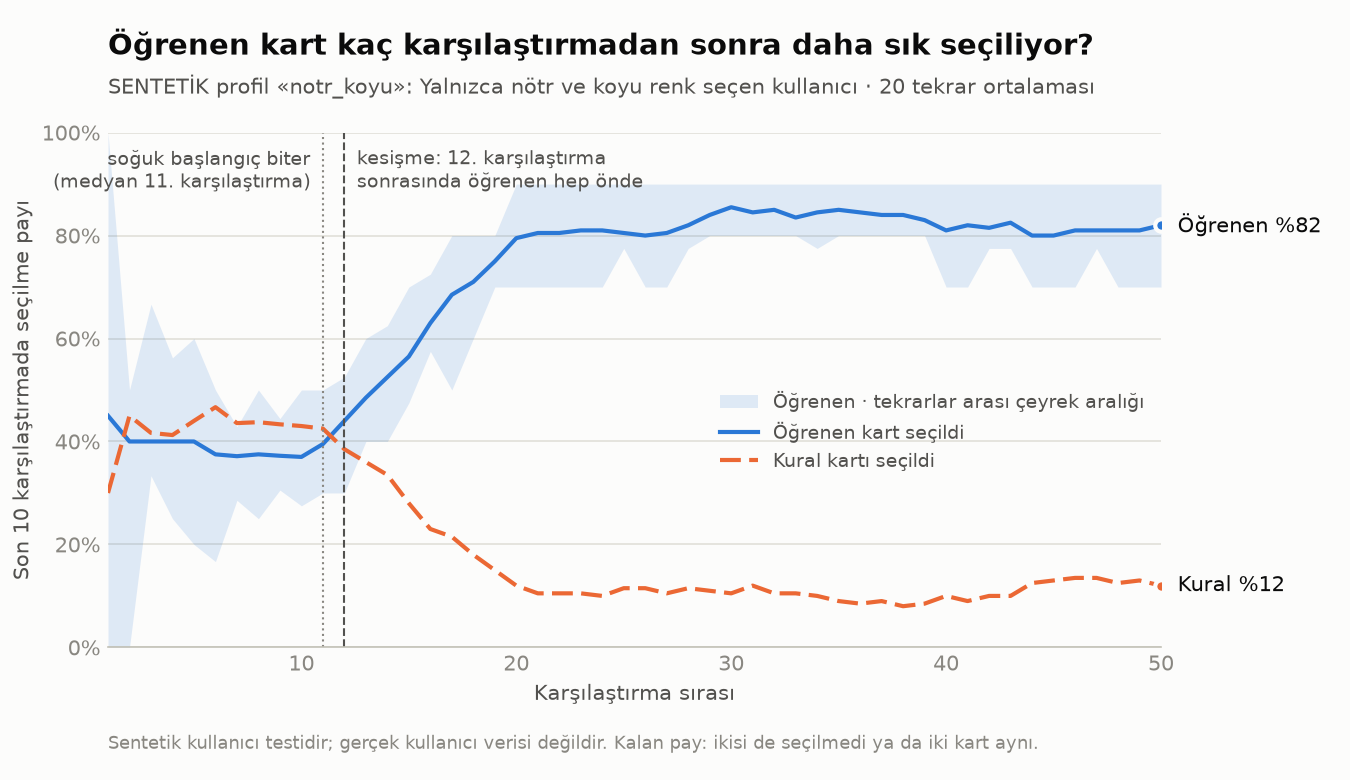 Öğrenen kart kaç karşılaştırmadan sonra daha sık seçiliyor?
SENTETİK profil «notr_koyu»: Yalnızca nötr ve koyu renk seçen kullanıcı · 20 tekrar ortalaması
Son 10 karşılaştırmada seçilme payı
100%
80%
60%
40%
20%
0%
soğuk başlangıç biter
(medyan 11. karşılaştırma)
kesişme: 12. karşılaştırma
sonrasında öğrenen hep önde
Öğrenen %82
Öğrenen · tekrarlar arası çeyrek aralığı
Öğrenen kart seçildi
Kural kartı seçildi
Kural %12
10
20
30
40
50
Karşılaştırma sırası
Sentetik kullanıcı testidir; gerçek kullanıcı verisi değildir. Kalan pay: ikisi de seçilmedi ya da iki kart aynı.